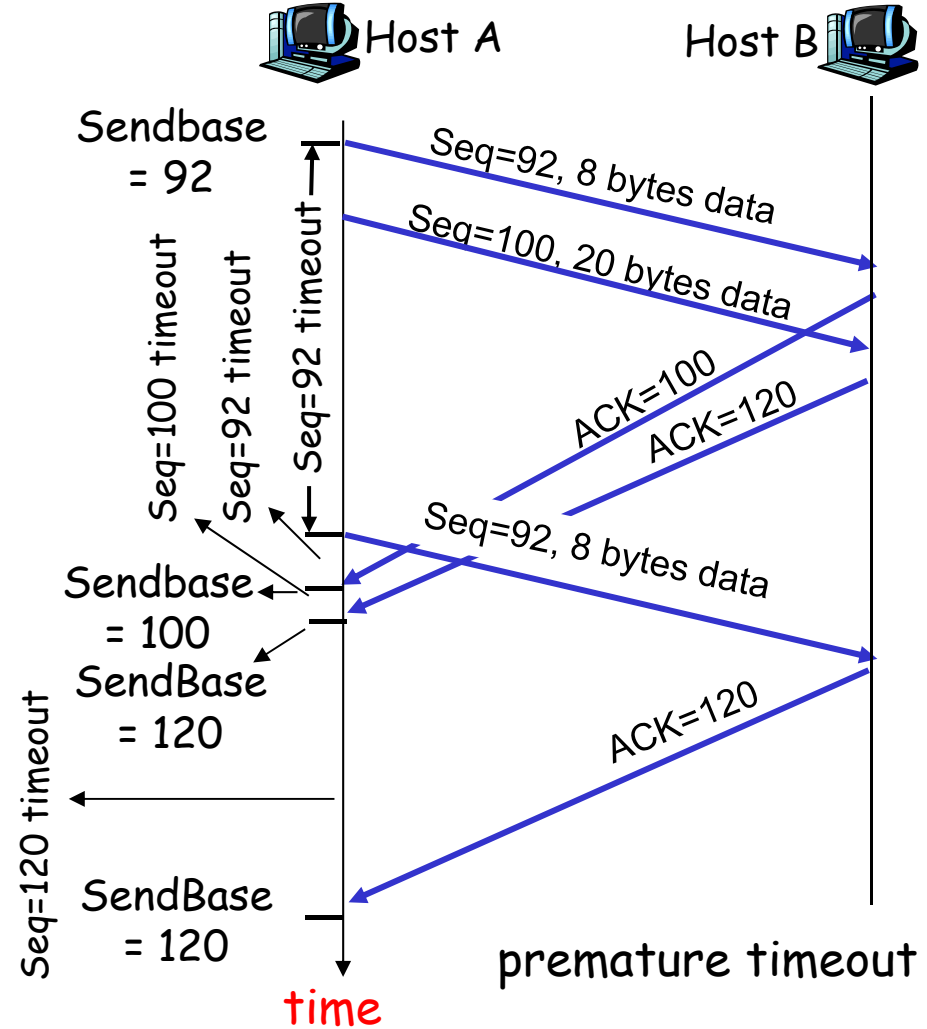 Host A
Host B
Sendbase
= 92
Seq=92, 8 bytes data
Seq=100, 20 bytes data
Seq=100 timeout
Seq=92 timeout
Seq=92 timeout
ACK=100
ACK=120
Seq=92, 8 bytes data
Sendbase
= 100
SendBase
= 120
ACK=120
Seq=120 timeout
SendBase
= 120
premature timeout
time